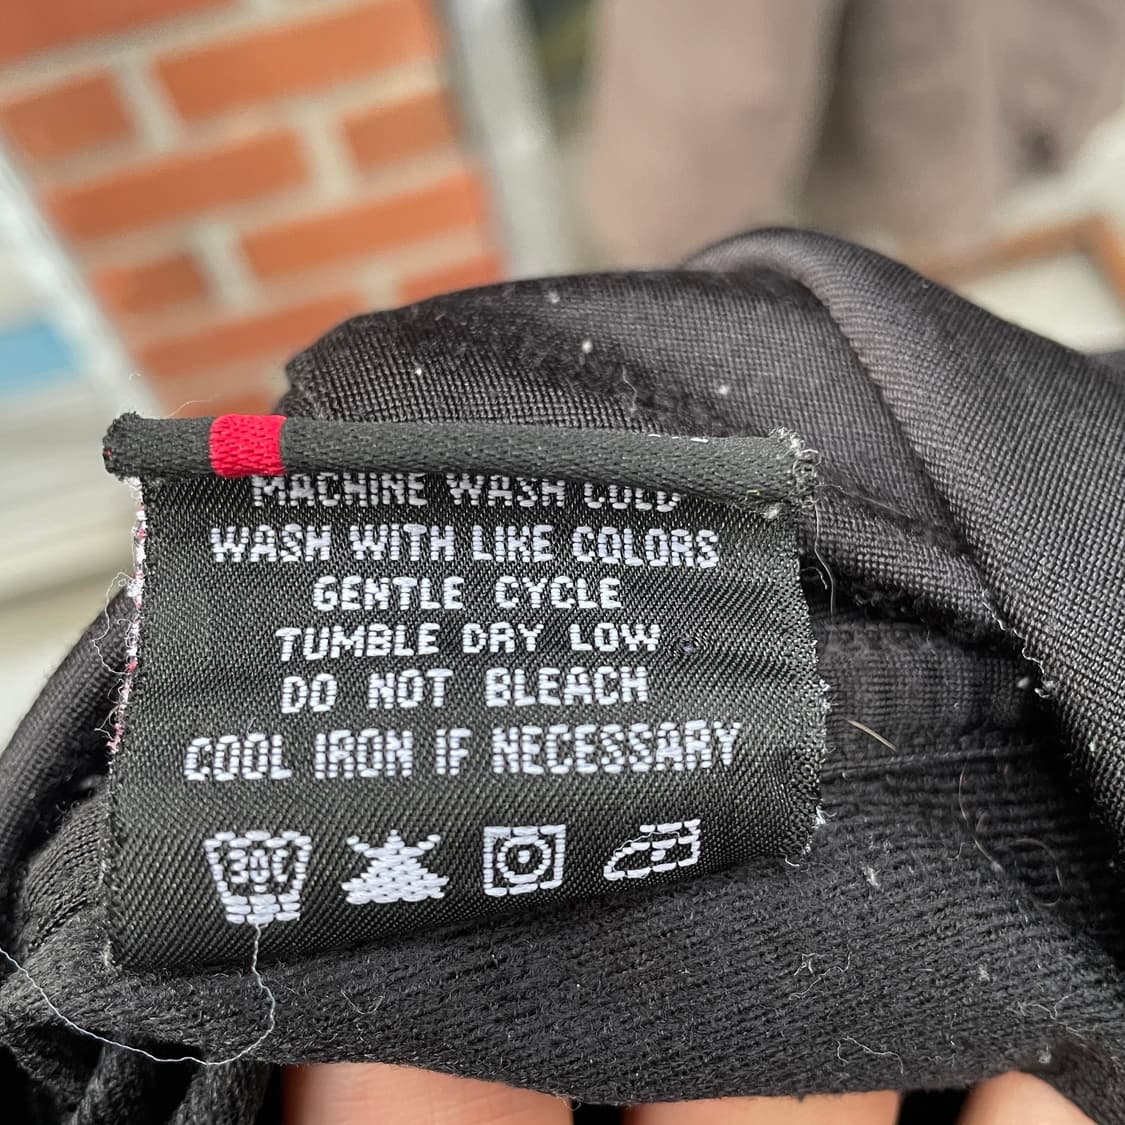 MACHINE WASH COLD
WASH WITH LIKE COLORS
GENTLE CYCLE
TUMBLE DRY LOW
DO NOT BLEACH
COOL IRON IF NECESSARY
30C